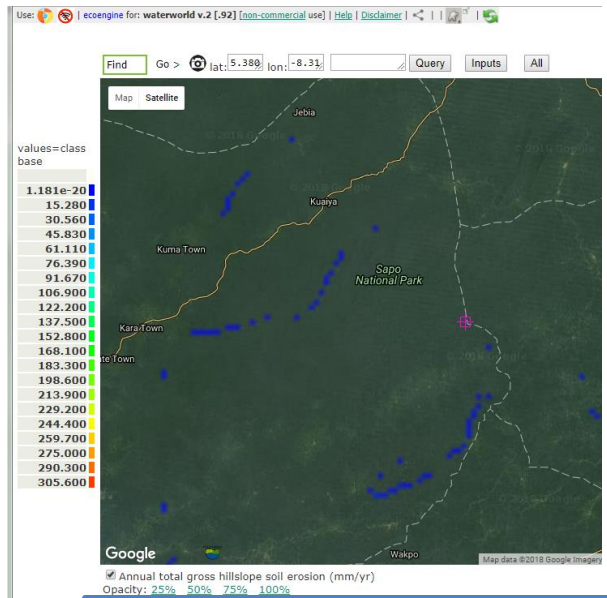 Use: | ecoengine for: waterworld v.2 [.92] [non-commercial use] | Help | Disclaimer | | |
Find Go > lat: 5.380 lon: -8.31 Query Inputs All
Map Satellite
Jebia
values=class
base
1.181e-20
15.280
30.560
45.830
61.110
76.390
91.670
106.900
122.200
137.500
152.800
168.100
183.300
198.600
213.900
229.200
244.400
259.700
275.000
290.300
305.600
Kuaiya
Kuma Town
Sapo
National Park
Kara Town
ate Town
Wakpo
Google
Map data ©2018 Google Imagery
Annual total gross hillslope soil erosion (mm/yr)
Opacity: 25% 50% 75% 100%